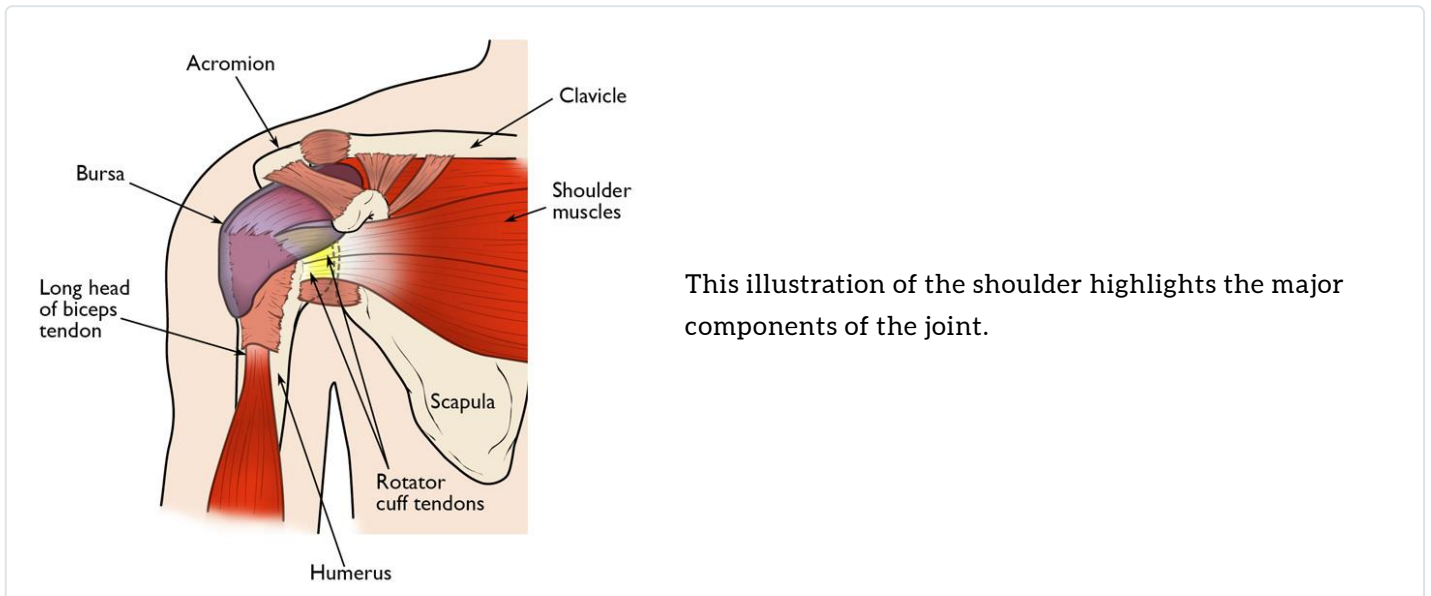 Acromion
Clavicle
Bursa
Shoulder
muscles
Long head
of biceps
tendon
This illustration of the shoulder highlights the major
components of the joint.
Scapula
Rotator
cuff tendons
Humerus